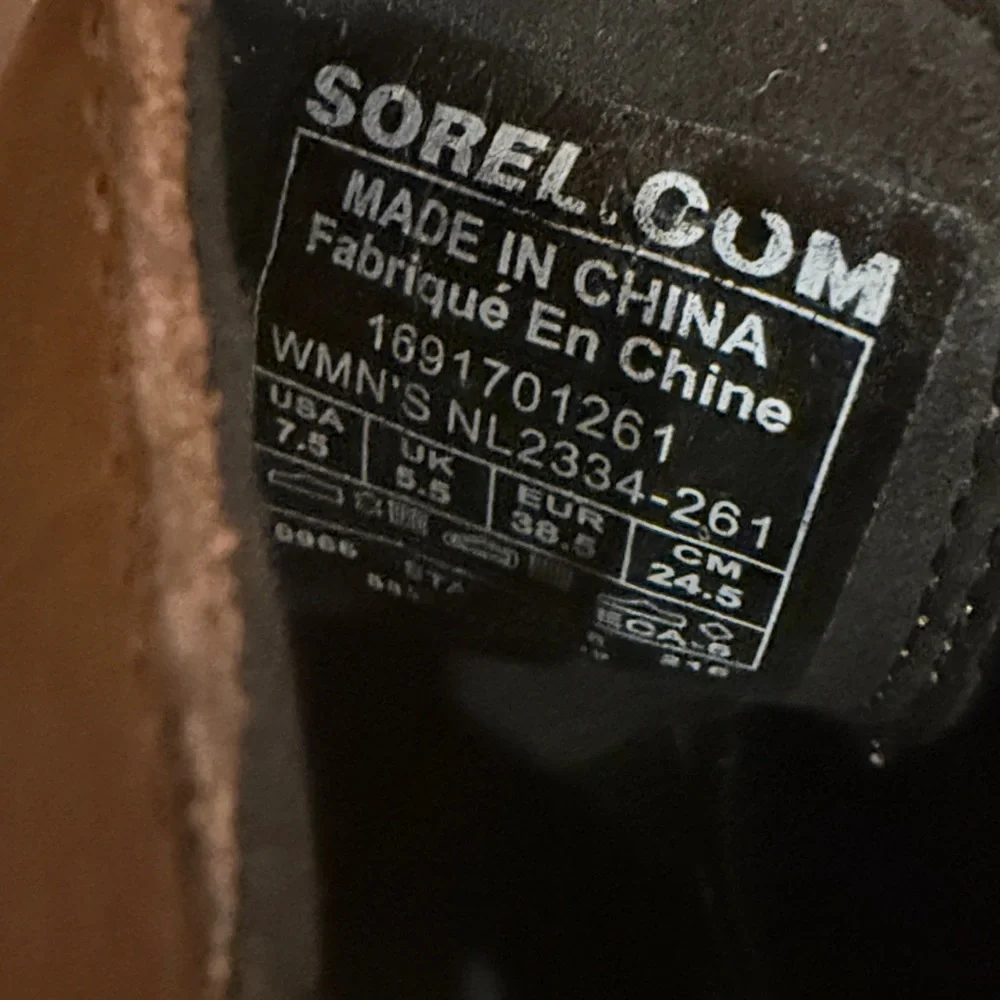 SOREL.COM
MADE IN CHINA
Fabriqué En Chine
1691701261
WMN'S NL2334-261
USA UK EUR CM
7.5 5.5 38.5 24.5